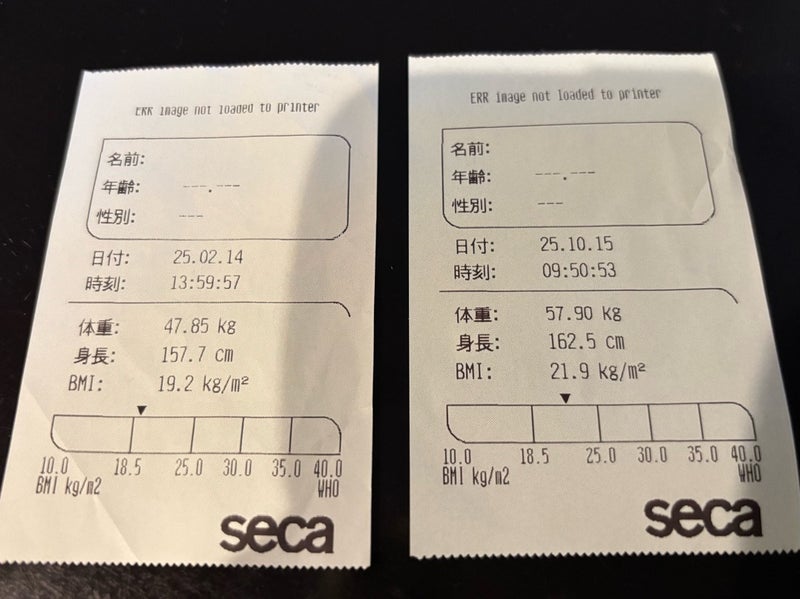 ERR image not loaded to printer
名前:
年齢: ---.---
性別: ---
日付: 25.02.14
時刻: 13:59:57
体重: 47.85 kg
身長: 157.7 cm
BMI: 19.2 kg/m²
10.0 18.5 25.0 30.0 35.0 40.0
BMI kg/m2 WHO
seca
ERR image not loaded to printer
名前:
年齢: ---.---
性別: ---
日付: 25.10.15
時刻: 09:50:53
体重: 57.90 kg
身長: 162.5 cm
BMI: 21.9 kg/m²
10.0 18.5 25.0 30.0 35.0 40.0
BMI kg/m2 WHO
seca